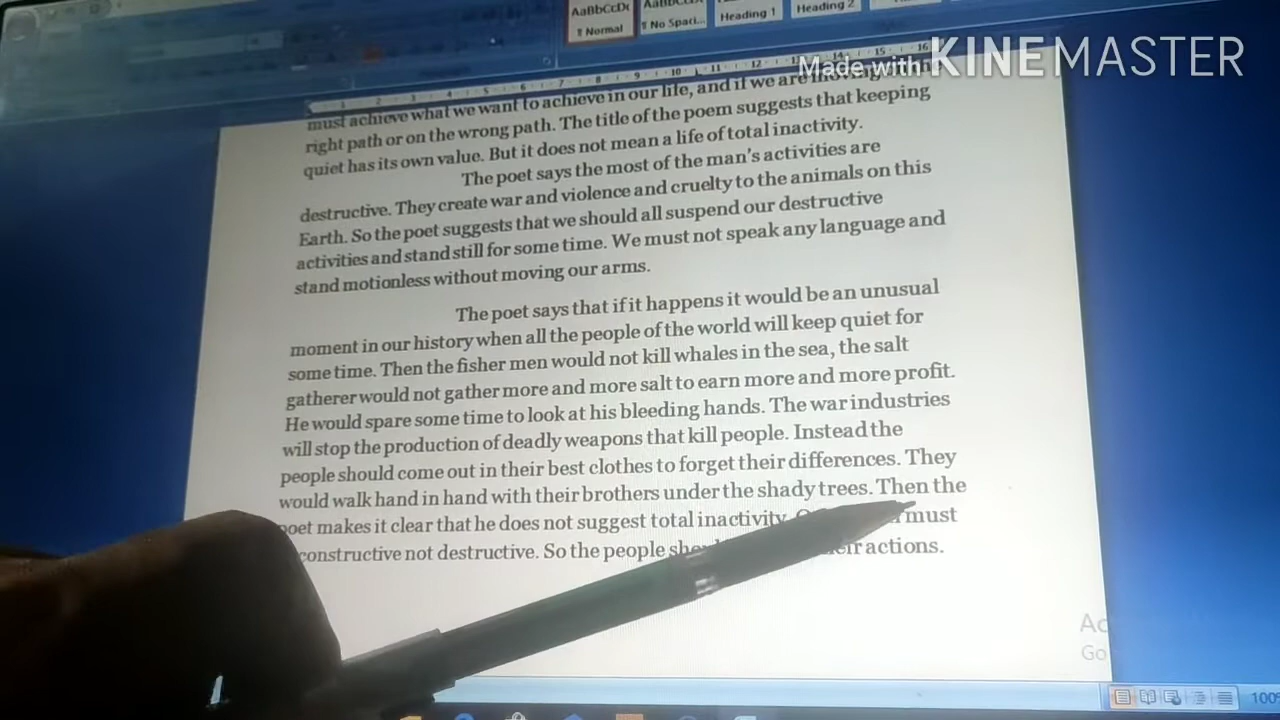 AaBbCcDc
¶ Normal
¶ No Spaci...
Heading 1
Heading 2
Made with KINEMASTER
must achieve what we want to achieve in our life, and if we are
right path or on the wrong path. The title of the poem suggests that keeping
quiet has its own value. But it does not mean a life of total inactivity.
The poet says the most of the man's activities are
destructive. They create war and violence and cruelty to the animals on this
Earth. So the poet suggests that we should all suspend our destructive
activities and stand still for some time. We must not speak any language and
stand motionless without moving our arms.
The poet says that if it happens it would be an unusual
moment in our history when all the people of the world will keep quiet for
some time. Then the fisher men would not kill whales in the sea, the salt
gatherer would not gather more and more salt to earn more and more profit.
He would spare some time to look at his bleeding hands. The war industries
will stop the production of deadly weapons that kill people. Instead the
people should come out in their best clothes to forget their differences. They
would walk hand in hand with their brothers under the shady trees. Then the
poet makes it clear that he does not suggest total inactivity. must
constructive not destructive. So the people actions.
Go
100%